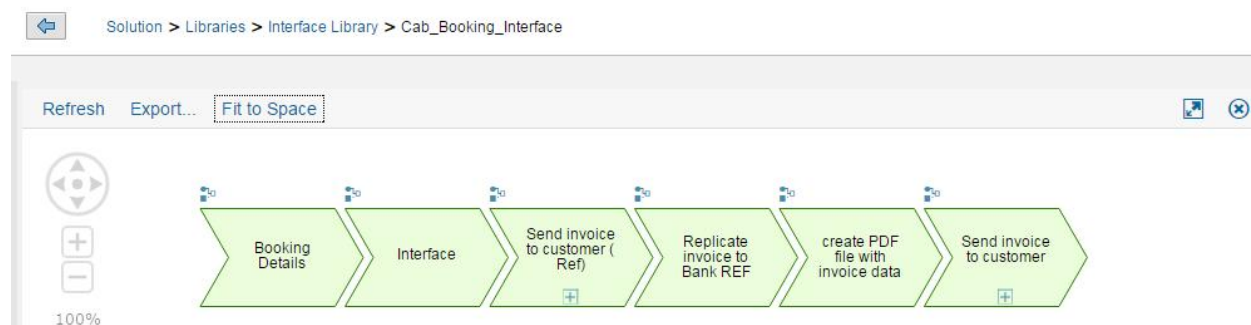 Solution > Libraries > Interface Library > Cab_Booking_Interface
Refresh Export... Fit to Space
Booking
Details
Interface
Send invoice
to customer (
Ref)
Replicate
invoice to
Bank REF
create PDF
file with
invoice data
Send invoice
to customer
100%